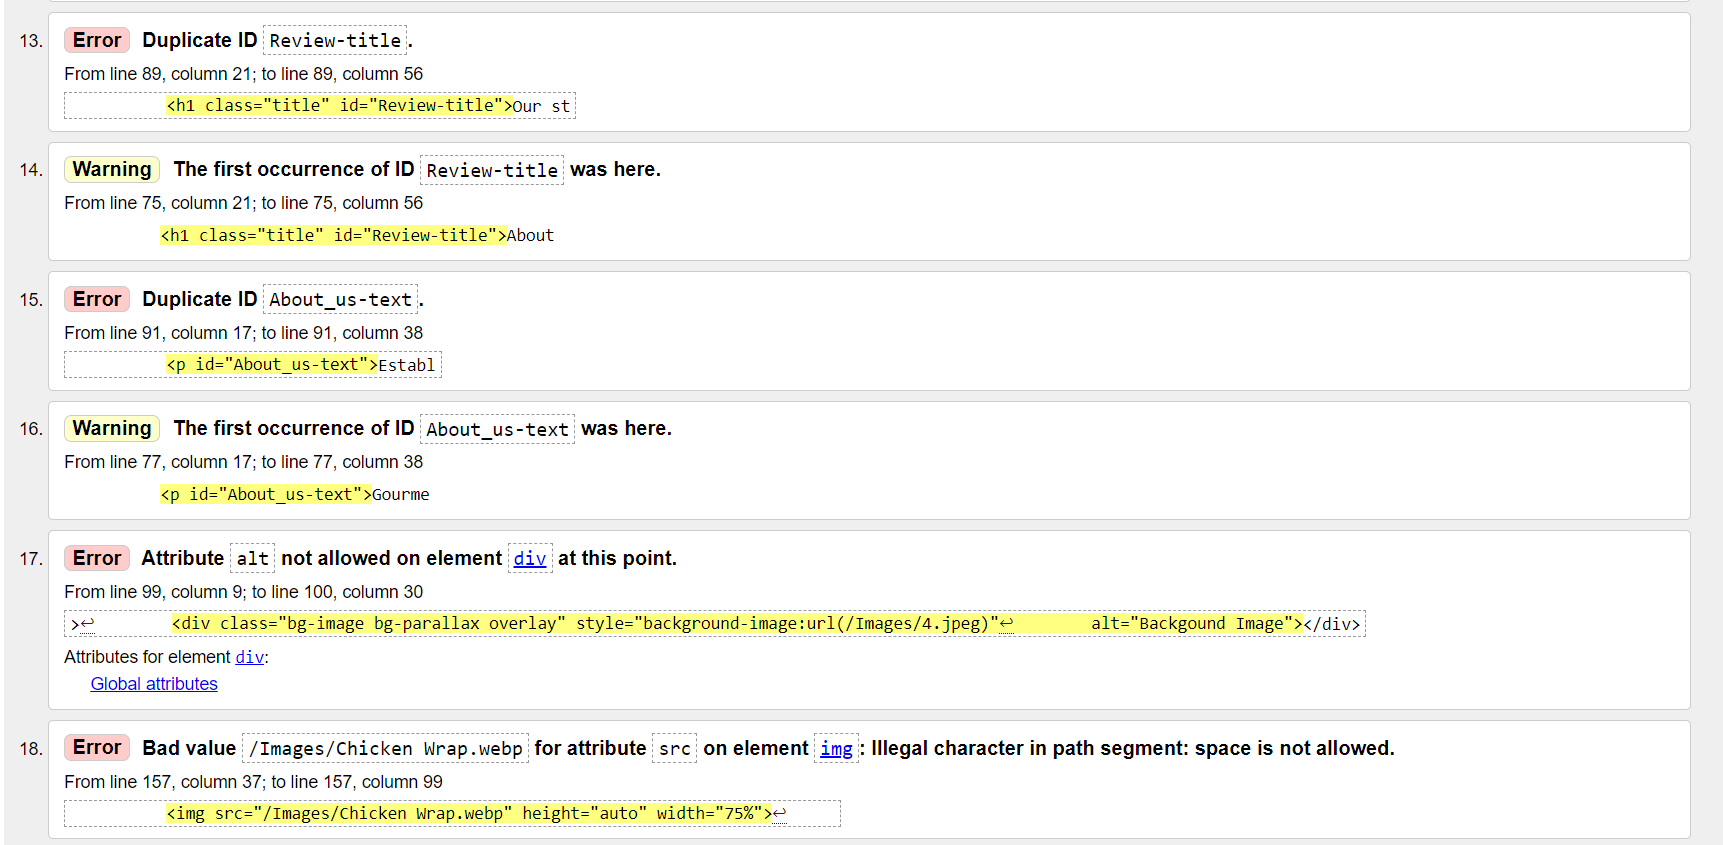 13. Error Duplicate ID Review-title.
From line 89, column 21; to line 89, column 56
<h1 class="title" id="Review-title">Our st
14. Warning The first occurrence of ID Review-title was here.
From line 75, column 21; to line 75, column 56
<h1 class="title" id="Review-title">About
15. Error Duplicate ID About_us-text.
From line 91, column 17; to line 91, column 38
<p id="About_us-text">Establ
16. Warning The first occurrence of ID About_us-text was here.
From line 77, column 17; to line 77, column 38
<p id="About_us-text">Gourme
17. Error Attribute alt not allowed on element div at this point.
From line 99, column 9; to line 100, column 30
>↩ <div class="bg-image bg-parallax overlay" style="background-image:url(/Images/4.jpeg)"↩ alt="Backgound Image"></div>
Attributes for element div:
Global attributes
18. Error Bad value /Images/Chicken Wrap.webp for attribute src on element img: Illegal character in path segment: space is not allowed.
From line 157, column 37; to line 157, column 99
<img src="/Images/Chicken Wrap.webp" height="auto" width="75%">↩